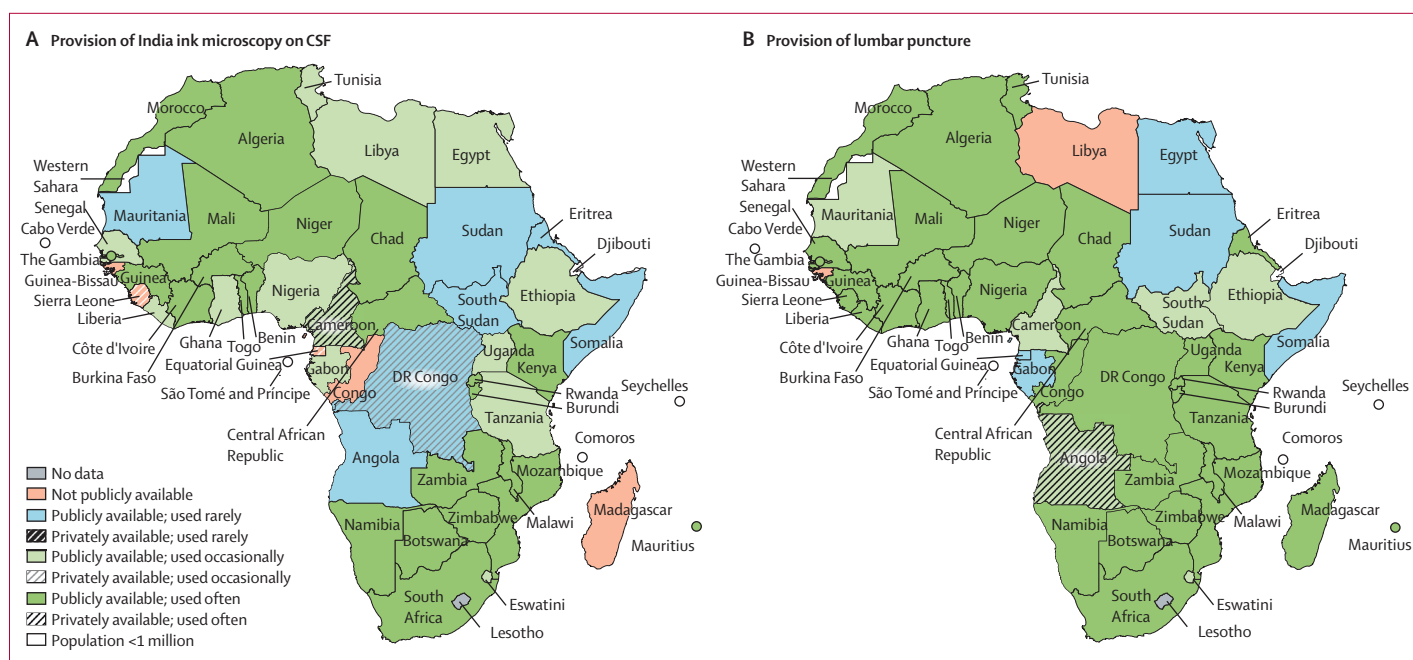 A Provision of India ink microscopy on CSF
Tunisia
Morocco
Algeria
Libya
Egypt
Western
Sahara
Senegal
Mauritania
Mali
Niger
Chad
Sudan
Eritrea
Cabo Verde
Djibouti
The Gambia
Guinea-Bissau
Guinea
Sierra Leone
Nigeria
South
Sudan
Ethiopia
Liberia
Cameroon
Somalia
Ghana
Togo
Benin
Côte d'Ivoire
Equatorial Guinea
Gabon
Uganda
Kenya
Burkina Faso
DR Congo
São Tomé and Príncipe
Congo
Rwanda
Burundi
Seychelles
Tanzania
Central African
Republic
Comoros
Angola
Zambia
Mozambique
Malawi
Madagascar
Zimbabwe
Namibia
Botswana
Mauritius
South
Africa
Eswatini
Lesotho
No data
Not publicly available
Publicly available; used rarely
Privately available; used rarely
Publicly available; used occasionally
Privately available; used occasionally
Publicly available; used often
Privately available; used often
Population <1 million
B Provision of lumbar puncture
Tunisia
Morocco
Algeria
Libya
Egypt
Western
Sahara
Senegal
Mauritania
Mali
Niger
Chad
Sudan
Eritrea
Cabo Verde
Djibouti
The Gambia
Guinea-Bissau
Guinea
Sierra Leone
Nigeria
South
Sudan
Ethiopia
Liberia
Cameroon
Somalia
Ghana
Togo
Benin
Côte d'Ivoire
Equatorial Guinea
Gabon
Uganda
Kenya
Burkina Faso
DR Congo
São Tomé and Príncipe
Congo
Rwanda
Burundi
Seychelles
Tanzania
Central African
Republic
Comoros
Angola
Zambia
Mozambique
Malawi
Madagascar
Zimbabwe
Namibia
Botswana
Mauritius
South
Africa
Eswatini
Lesotho